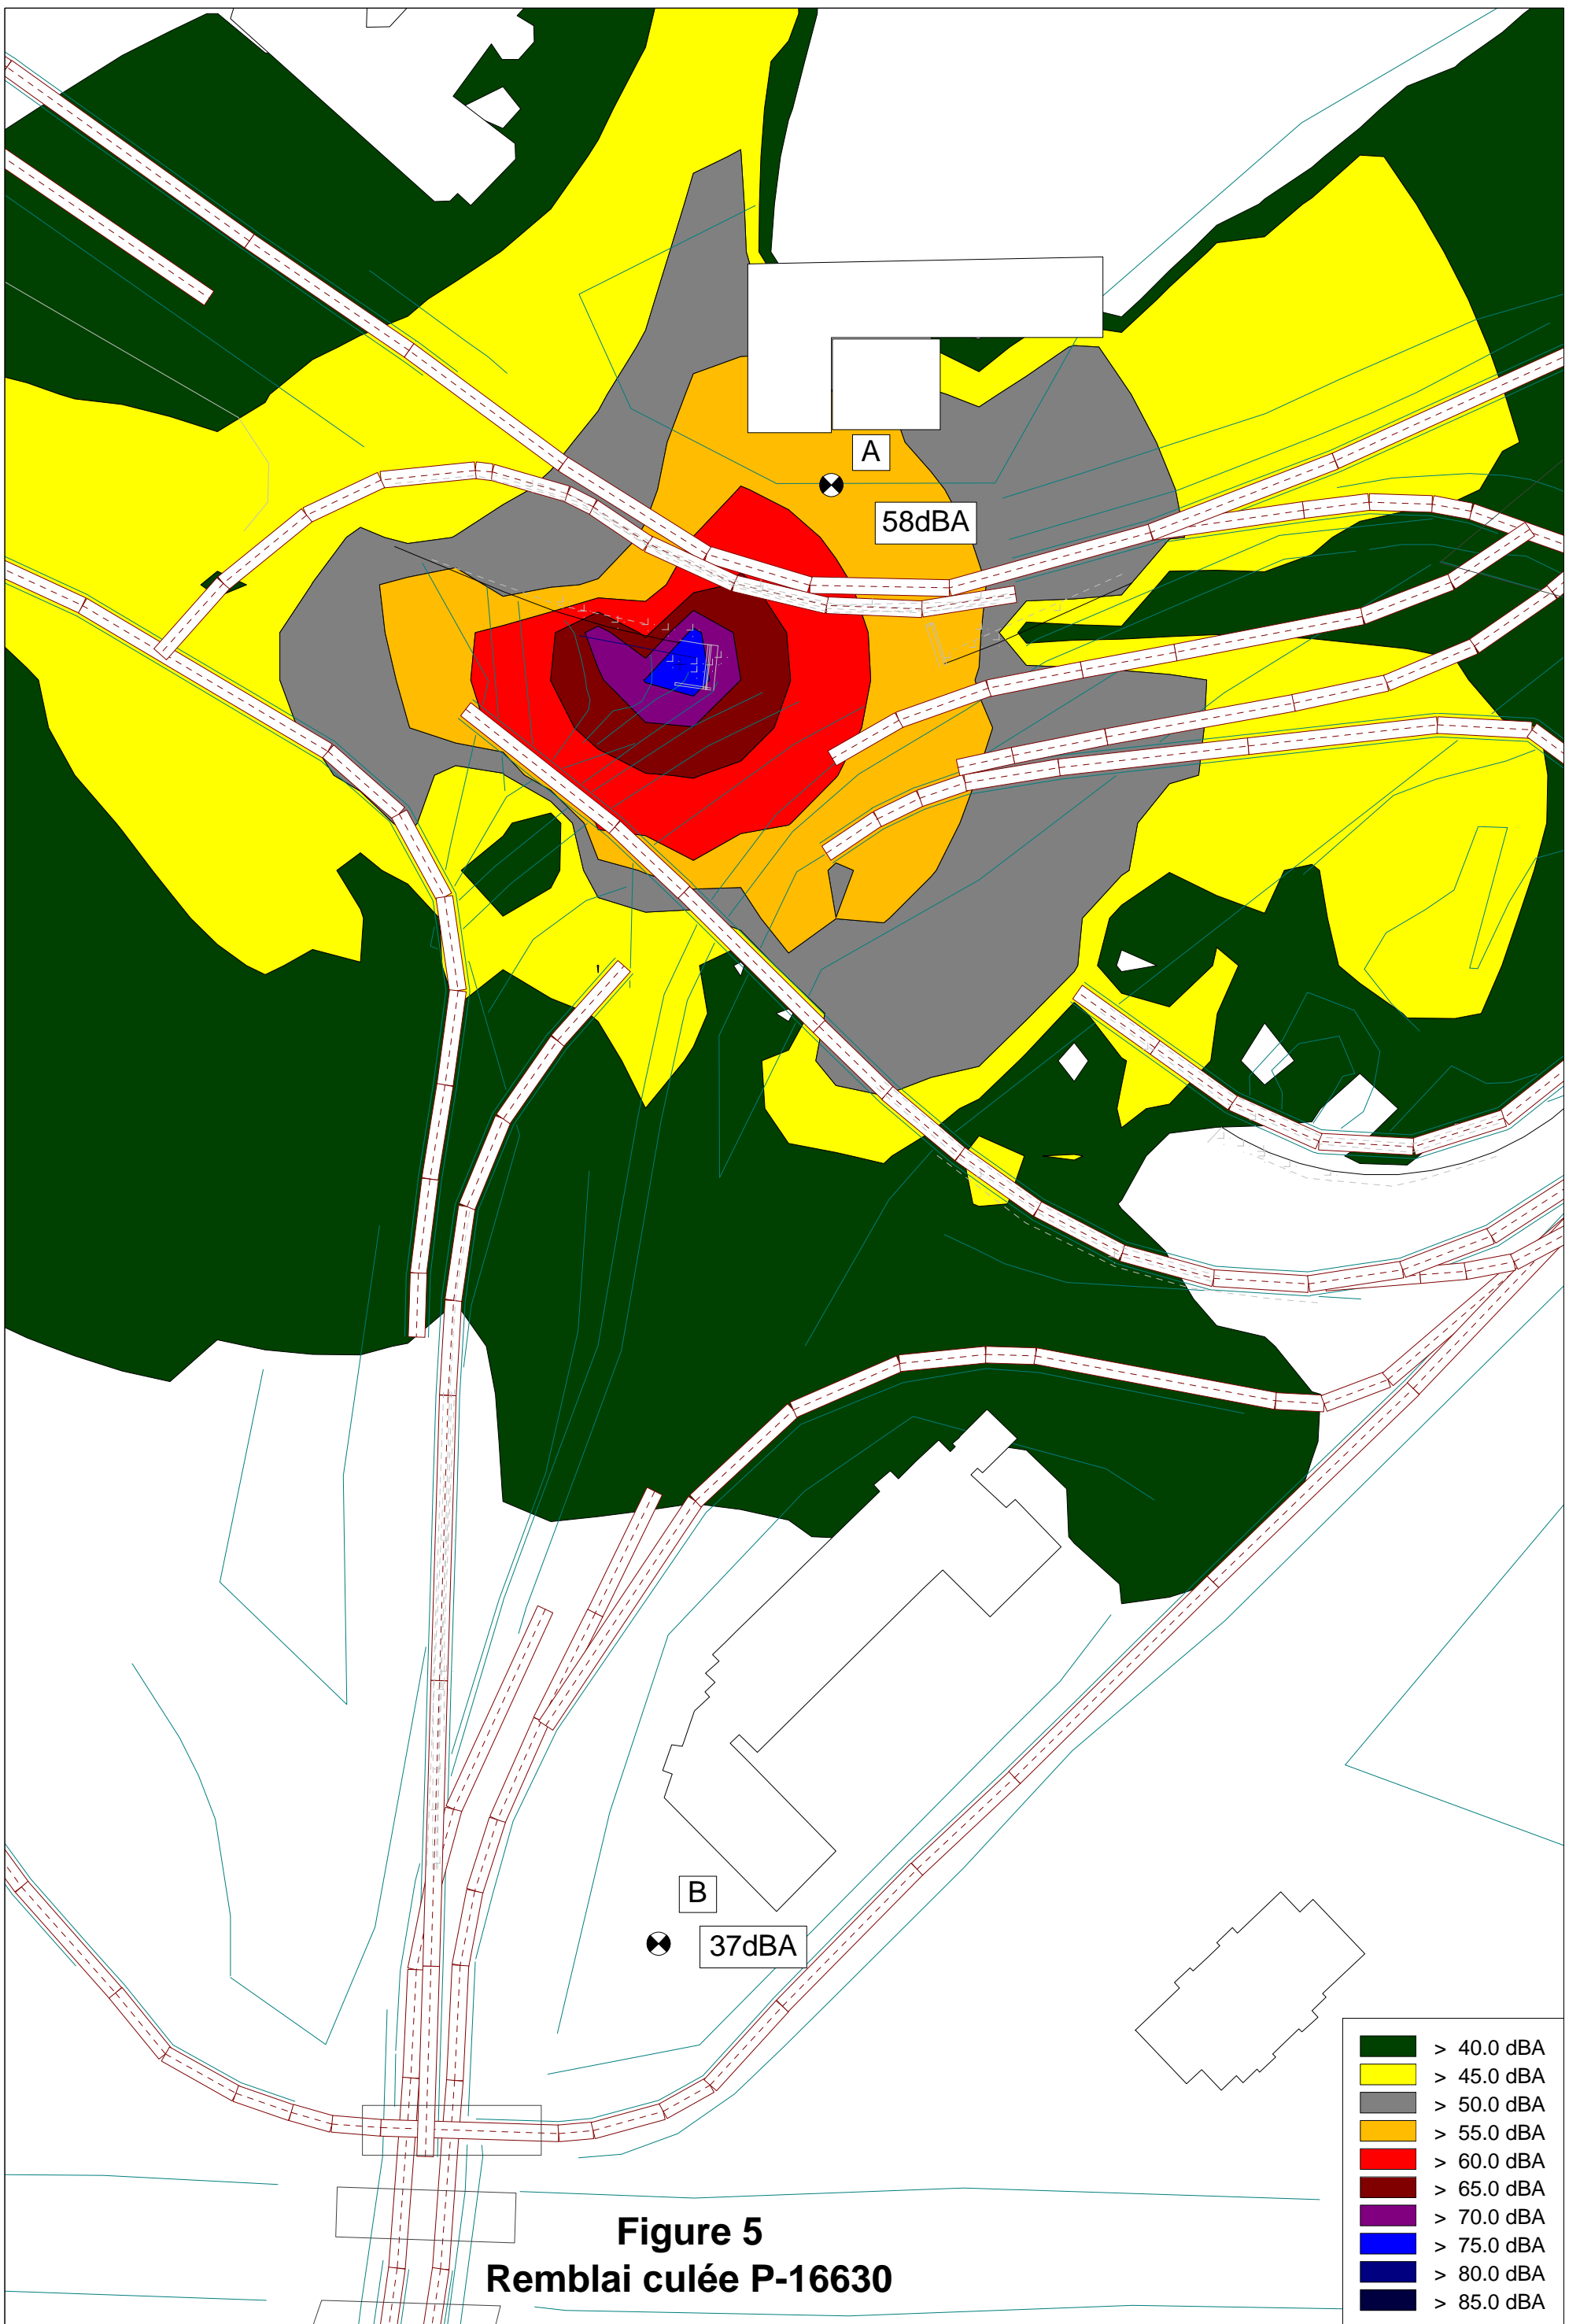 A
58dBA
B
37dBA
> 40.0 dBA
> 45.0 dBA
> 50.0 dBA
> 55.0 dBA
> 60.0 dBA
> 65.0 dBA
> 70.0 dBA
> 75.0 dBA
> 80.0 dBA
> 85.0 dBA
Figure 5
Remblai culée P-16630